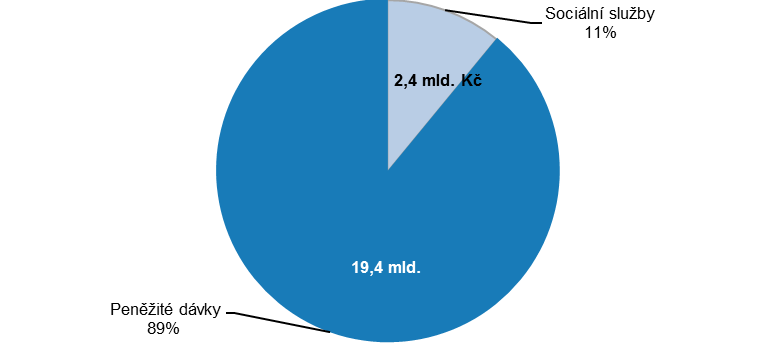 Sociální služby
11%
2,4 mld. Kč
19,4 mld.
Peněžité dávky
89%